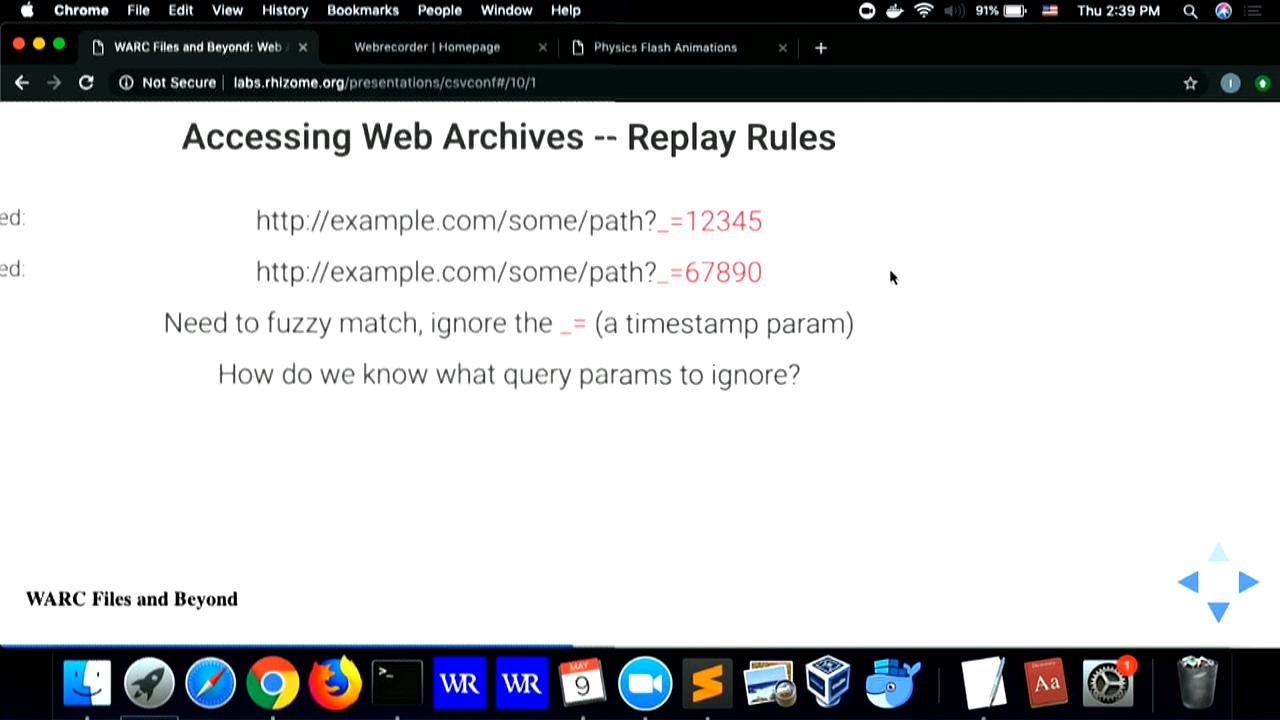 Chrome File Edit View History Bookmarks People Window Help 91% Thu 2:39 PM
WARC Files and Beyond: Web Webrecorder | Homepage Physics Flash Animations
Not Secure labs.rhizome.org/presentations/csvconf#/10/1
Accessing Web Archives -- Replay Rules
ed: http://example.com/some/path?_=12345
ed: http://example.com/some/path?_=67890
Need to fuzzy match, ignore the _= (a timestamp param)
How do we know what query params to ignore?
WARC Files and Beyond
>_ WR WR MAY 9 Aa 1